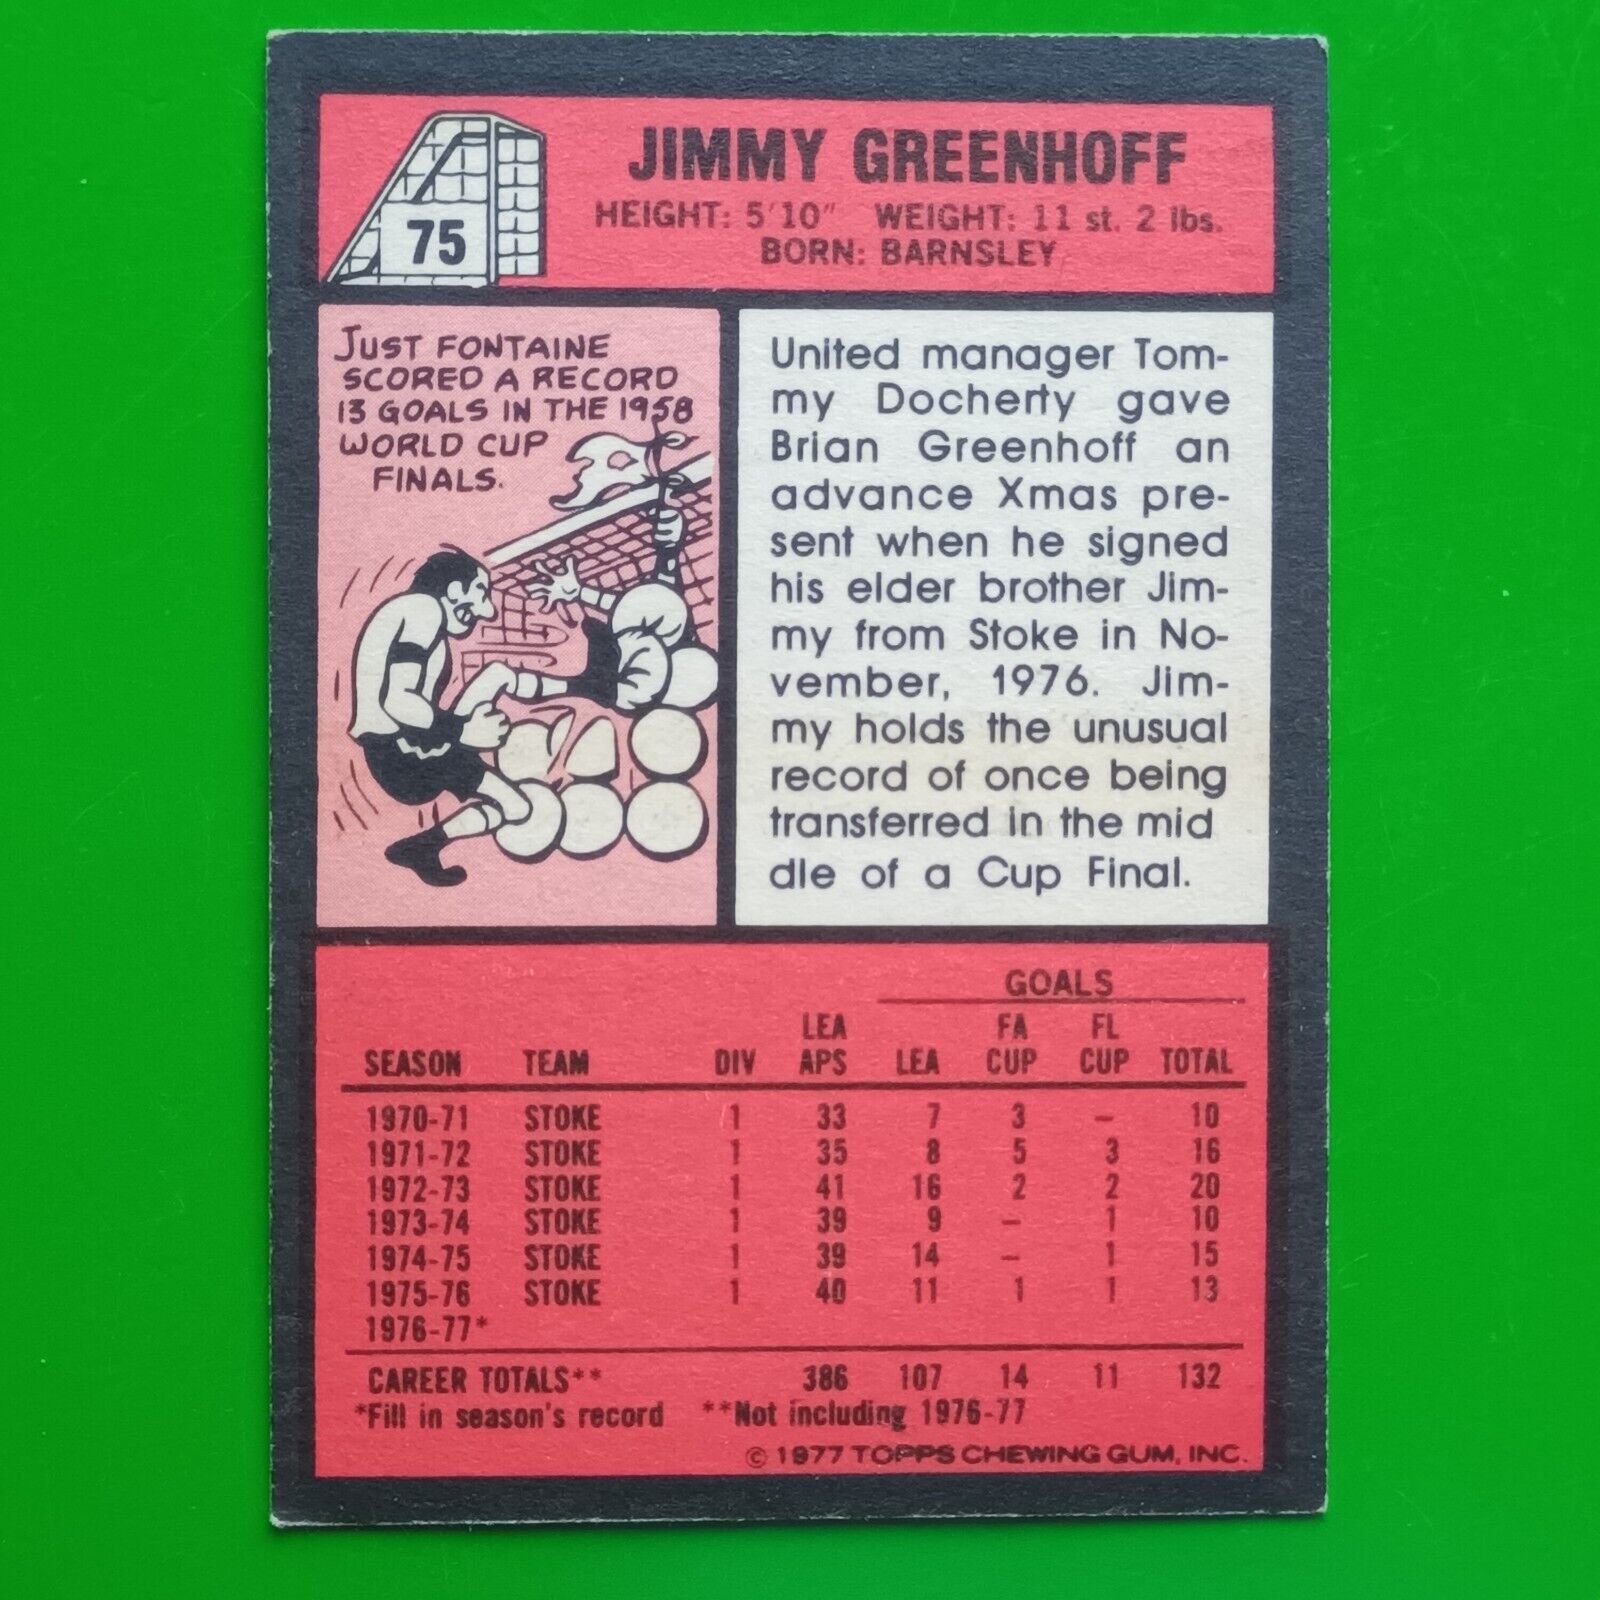 75
JIMMY GREENHOFF
HEIGHT: 5'10" WEIGHT: 11 st. 2 lbs.
BORN: BARNSLEY
JUST FONTAINE
SCORED A RECORD
13 GOALS IN THE 1958
WORLD CUP
FINALS.
United manager Tom-
my Docherty gave
Brian Greenhoff an
advance Xmas pre-
sent when he signed
his elder brother Jim-
my from Stoke in No-
vember, 1976. Jim-
my holds the unusual
record of once being
transferred in the mid
dle of a Cup Final.
GOALS
LEA FA FL
SEASON TEAM DIV APS LEA CUP CUP TOTAL
1970-71 STOKE 1 33 7 3 – 10
1971-72 STOKE 1 35 8 5 3 16
1972-73 STOKE 1 41 16 2 2 20
1973-74 STOKE 1 39 9 – 1 10
1974-75 STOKE 1 39 14 – 1 15
1975-76 STOKE 1 40 11 1 1 13
1976-77*
CAREER TOTALS** 386 107 14 11 132
*Fill in season's record **Not including 1976-77
© 1977 TOPPS CHEWING GUM, INC.